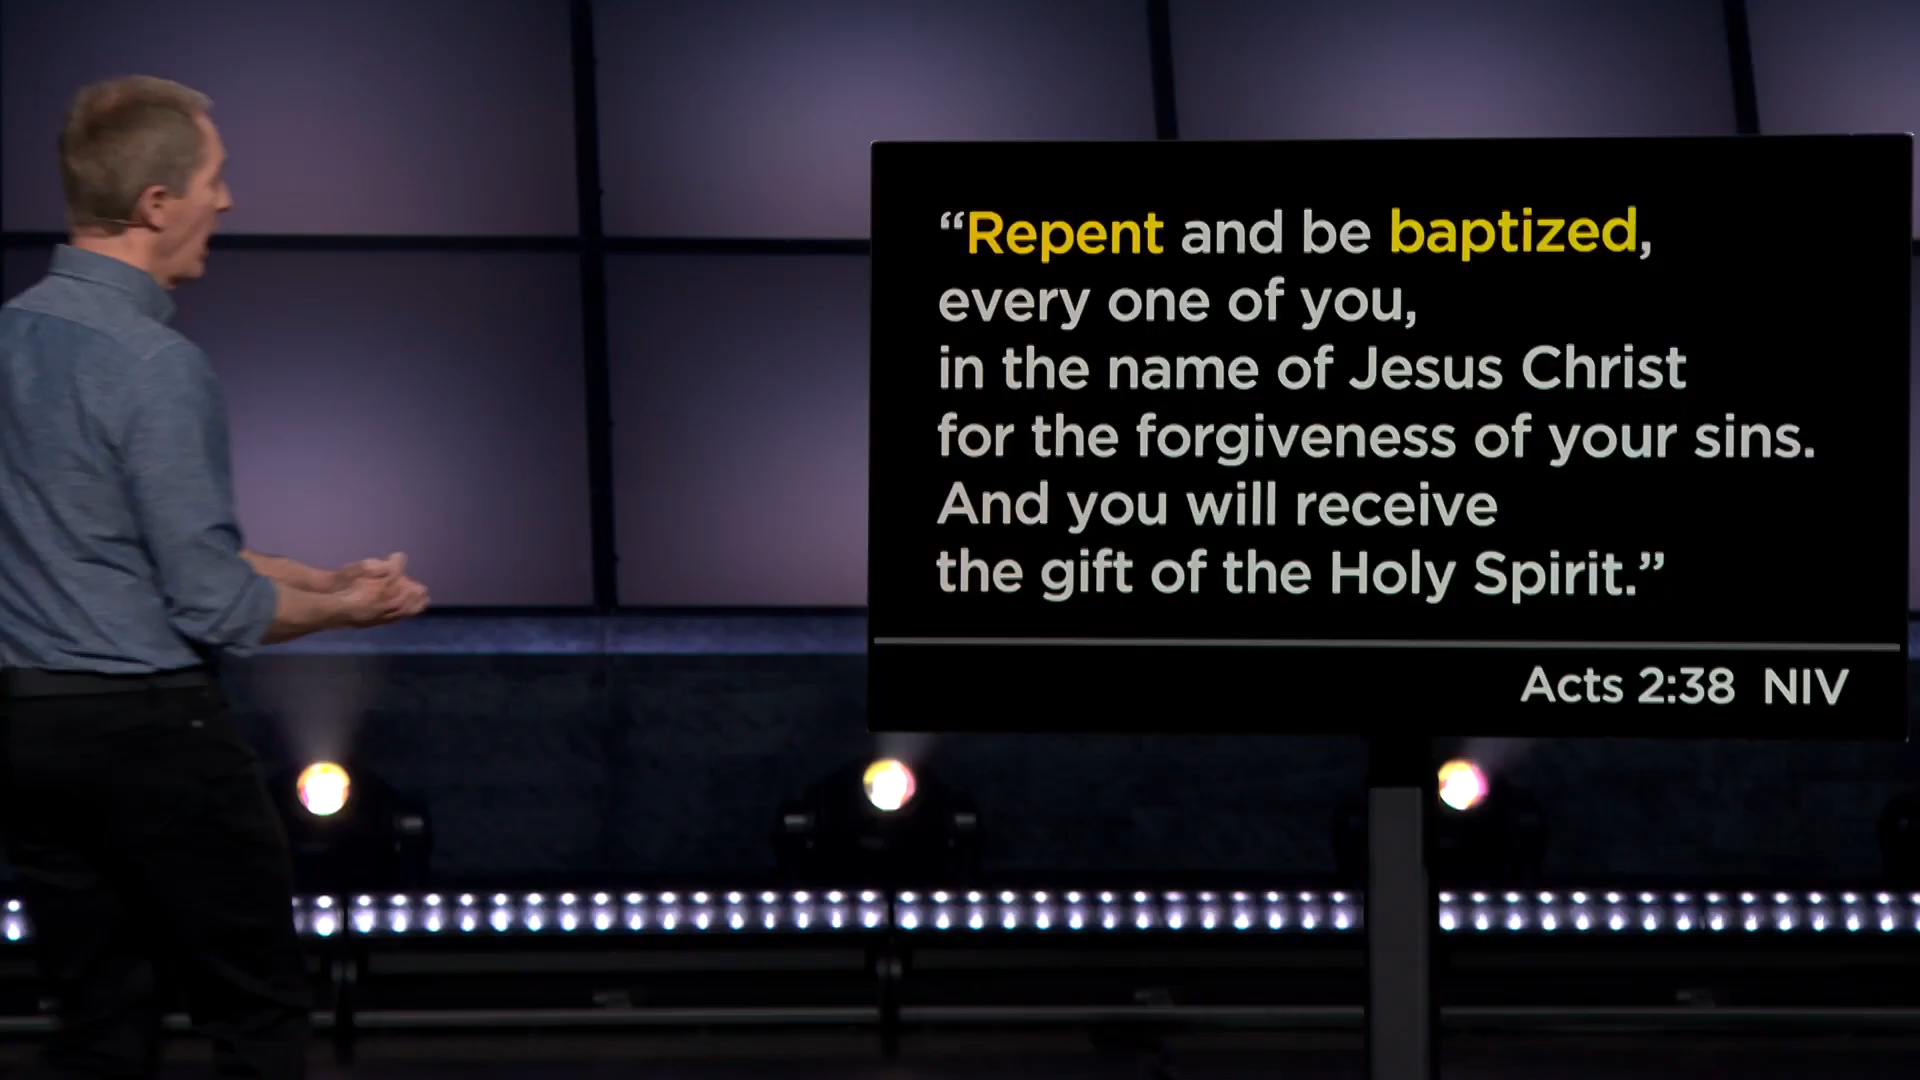 “Repent and be baptized,
every one of you,
in the name of Jesus Christ
for the forgiveness of your sins.
And you will receive
the gift of the Holy Spirit.”
Acts 2:38 NIV